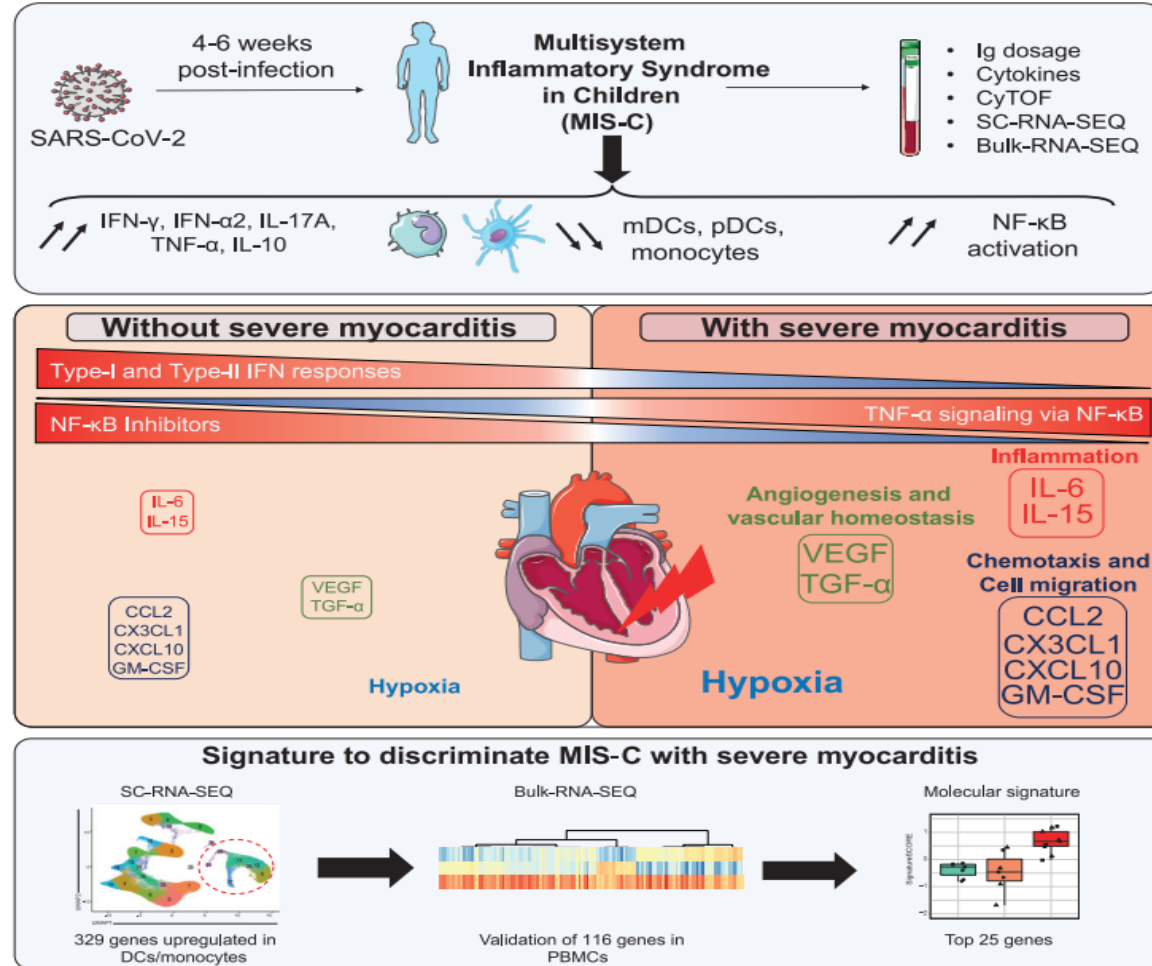 4-6 weeks
post-infection
SARS-CoV-2
Multisystem
Inflammatory Syndrome
in Children
(MIS-C)
• Ig dosage
• Cytokines
• CyTOF
• SC-RNA-SEQ
• Bulk-RNA-SEQ
IFN-γ, IFN-α2, IL-17A,
TNF-α, IL-10
mDCs, pDCs,
monocytes
NF-κB
activation
Without severe myocarditis
With severe myocarditis
Type-I and Type-II IFN responses
NF-κB Inhibitors
TNF-α signaling via NF-κB
IL-6
IL-15
VEGF
TGF-α
CCL2
CX3CL1
CXCL10
GM-CSF
Hypoxia
Angiogenesis and
vascular homeostasis
VEGF
TGF-α
Inflammation
IL-6
IL-15
Chemotaxis and
Cell migration
CCL2
CX3CL1
CXCL10
GM-CSF
Hypoxia
Signature to discriminate MIS-C with severe myocarditis
SC-RNA-SEQ
Bulk-RNA-SEQ
Molecular signature
SignatureSCORE
1
0
-1
-2
329 genes upregulated in
DCs/monocytes
Validation of 116 genes in
PBMCs
Top 25 genes